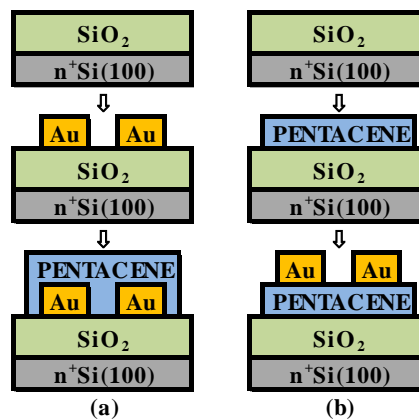 SiO₂
n⁺Si(100)
Au Au
SiO₂
n⁺Si(100)
PENTACENE
Au Au
SiO₂
n⁺Si(100)
(a)
SiO₂
n⁺Si(100)
PENTACENE
SiO₂
n⁺Si(100)
Au Au
PENTACENE
SiO₂
n⁺Si(100)
(b)